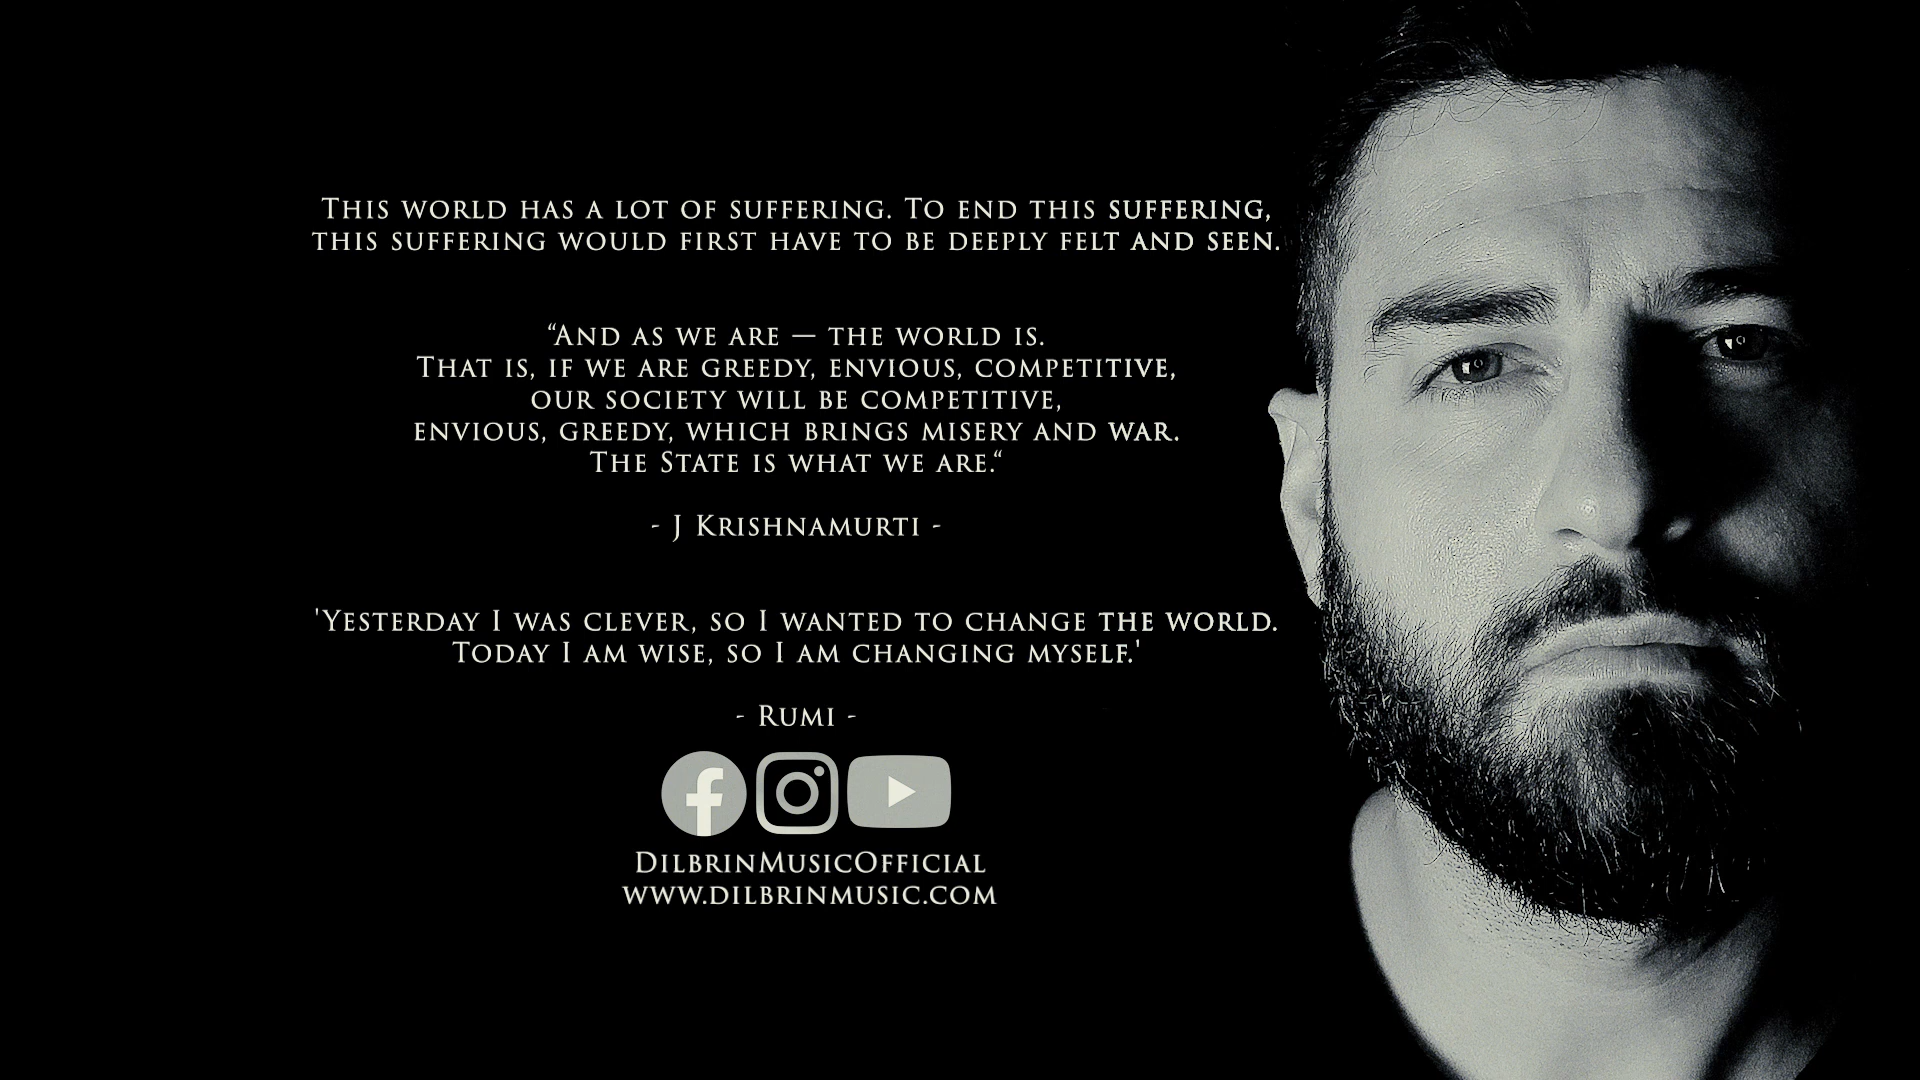 This world has a lot of suffering. To end this suffering,
this suffering would first have to be deeply felt and seen.
“And as we are — the world is.
That is, if we are greedy, envious, competitive,
our society will be competitive,
envious, greedy, which brings misery and war.
The State is what we are.“
- J Krishnamurti -
'Yesterday I was clever, so I wanted to change the world.
Today I am wise, so I am changing myself.'
- Rumi -
DilbrinMusicOfficial
www.dilbrinmusic.com